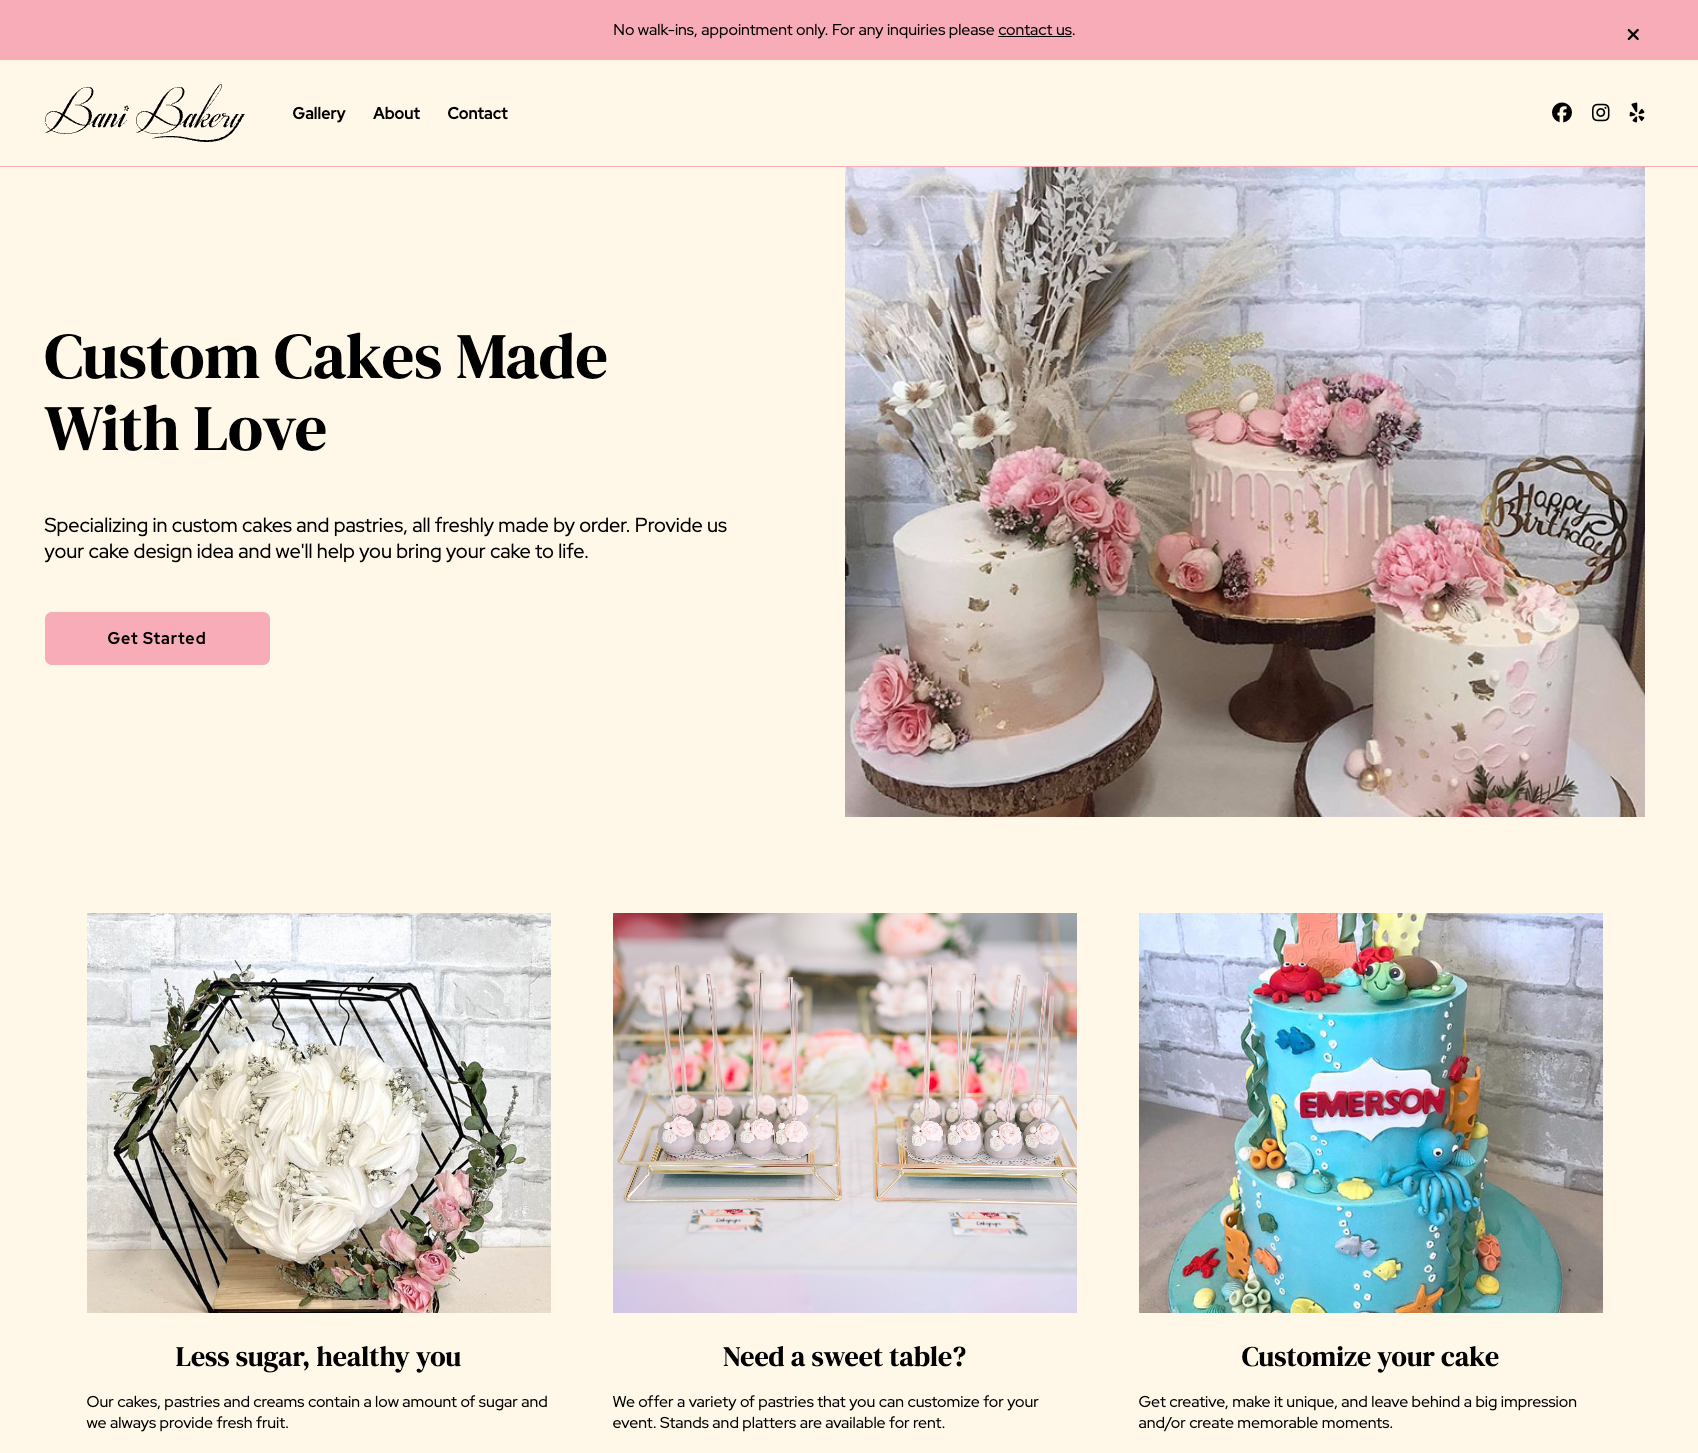 No walk-ins, appointment only. For any inquiries please contact us.
Bani Bakery
Gallery About Contact
Custom Cakes Made
With Love
Specializing in custom cakes and pastries, all freshly made by order. Provide us
your cake design idea and we'll help you bring your cake to life.
Get Started
25
Happy
Birthday
EMERSON
Less sugar, healthy you
Our cakes, pastries and creams contain a low amount of sugar and
we always provide fresh fruit.
Need a sweet table?
We offer a variety of pastries that you can customize for your
event. Stands and platters are available for rent.
Customize your cake
Get creative, make it unique, and leave behind a big impression
and/or create memorable moments.